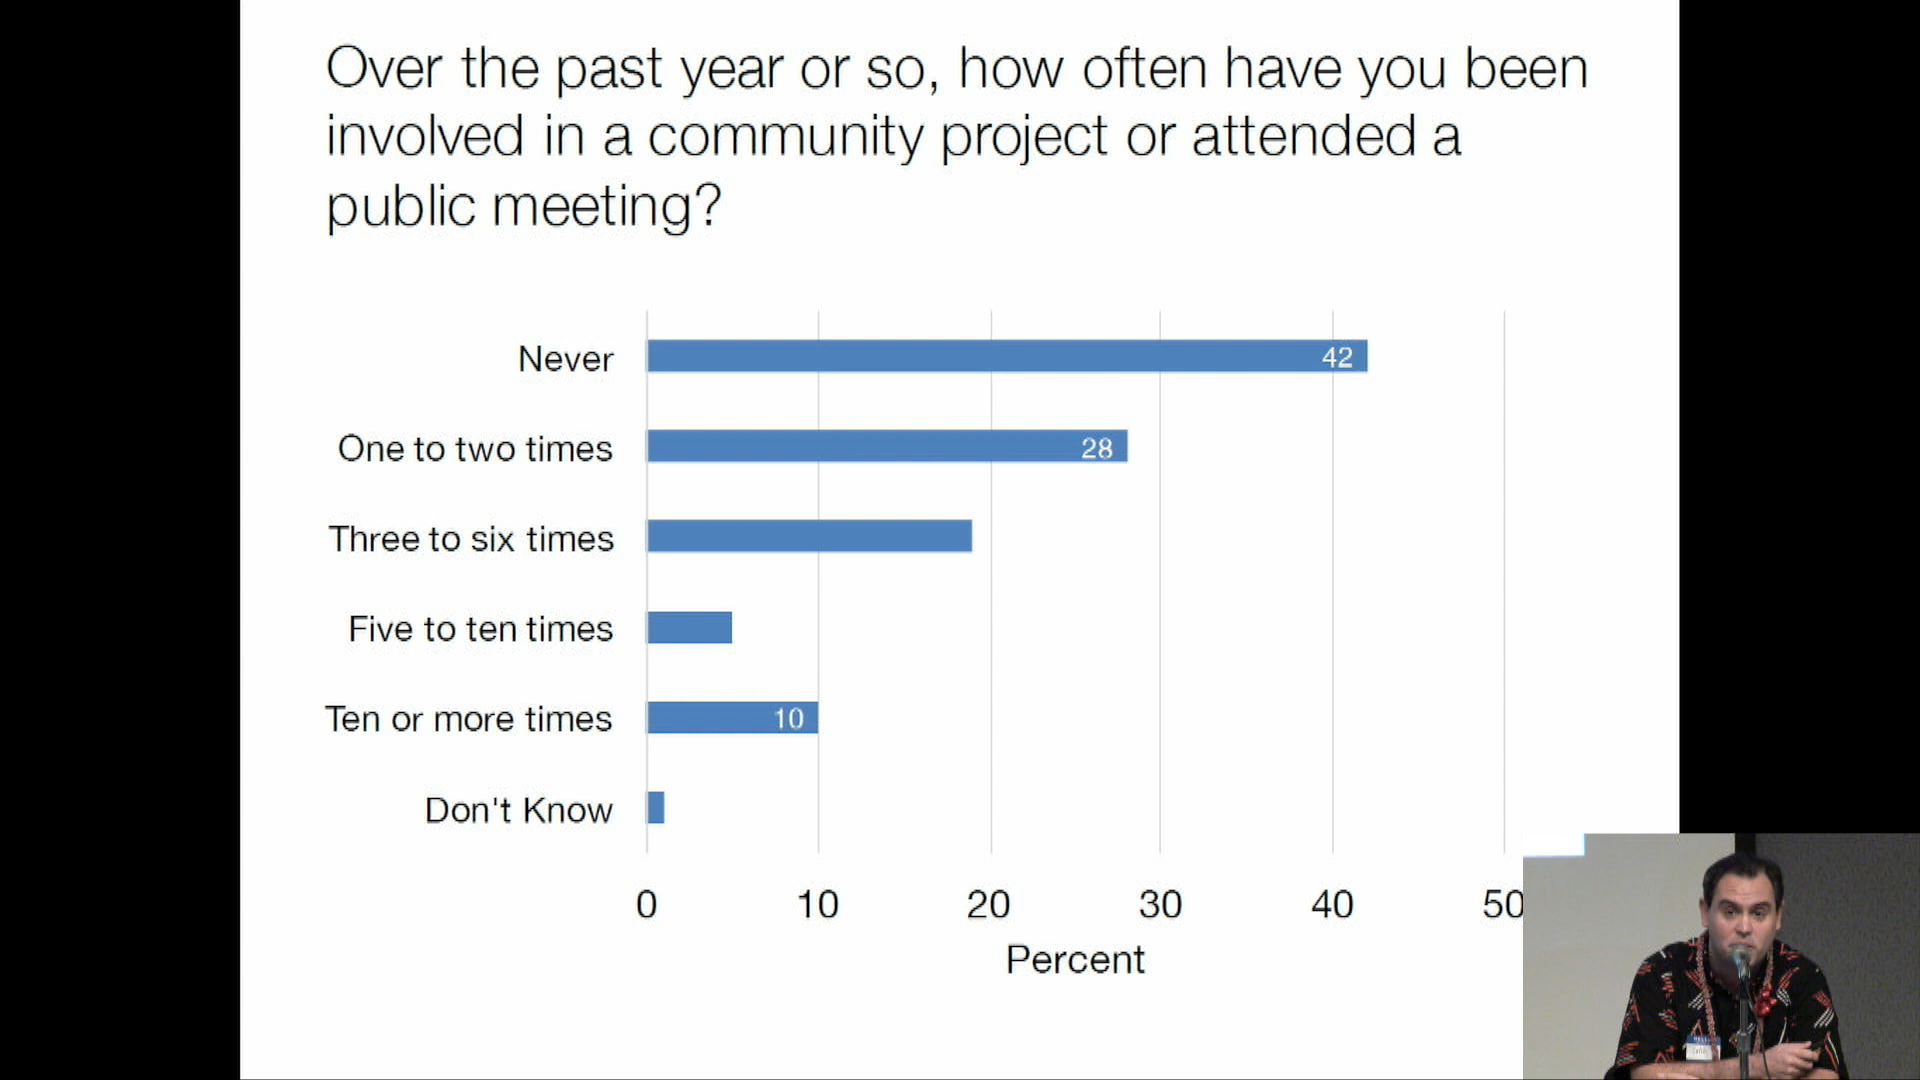 Over the past year or so, how often have you been
involved in a community project or attended a
public meeting?
Never
42
One to two times
28
Three to six times
Five to ten times
Ten or more times
10
Don't Know
0 10 20 30 40 50
Percent